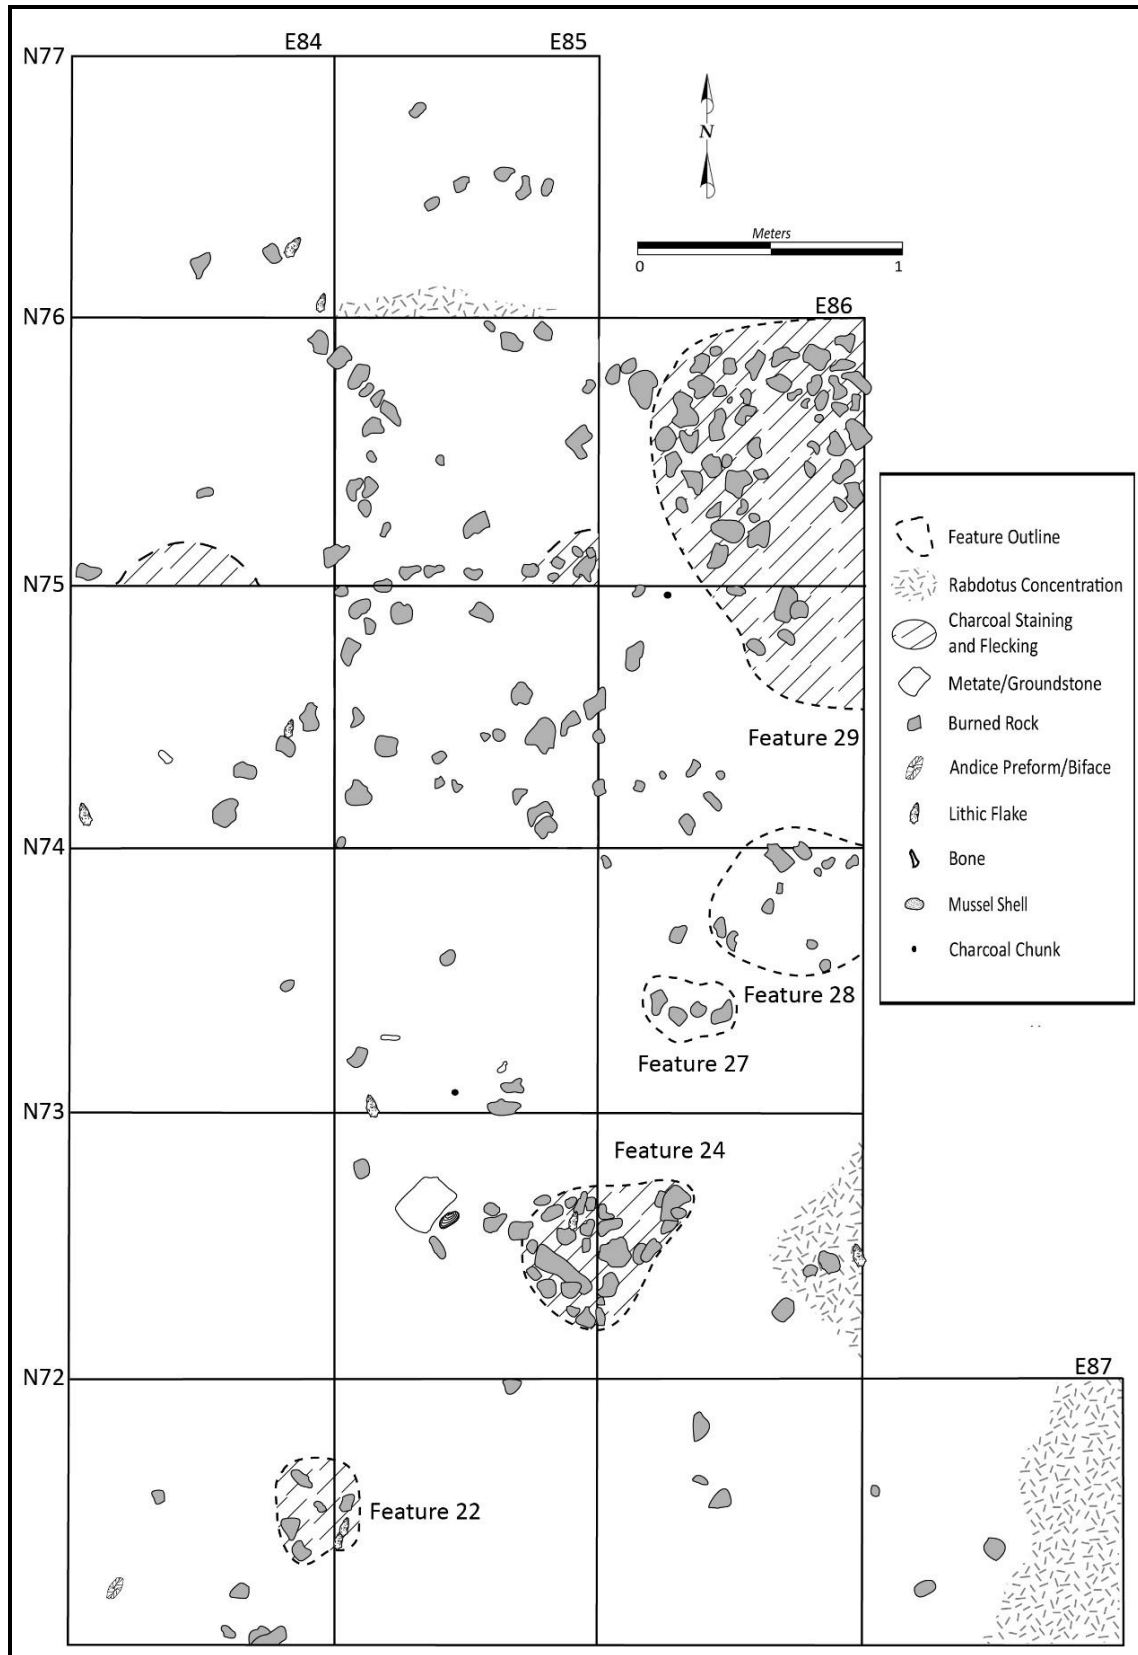 E84
E85
N77
N
Meters
0
1
N76
E86
N75
Feature Outline
Rabdotus Concentration
Charcoal Staining
and Flecking
Metate/Groundstone
Burned Rock
Andice Preform/Biface
Lithic Flake
Bone
Mussel Shell
Charcoal Chunk
Feature 29
N74
Feature 28
Feature 27
N73
Feature 24
N72
E87
Feature 22